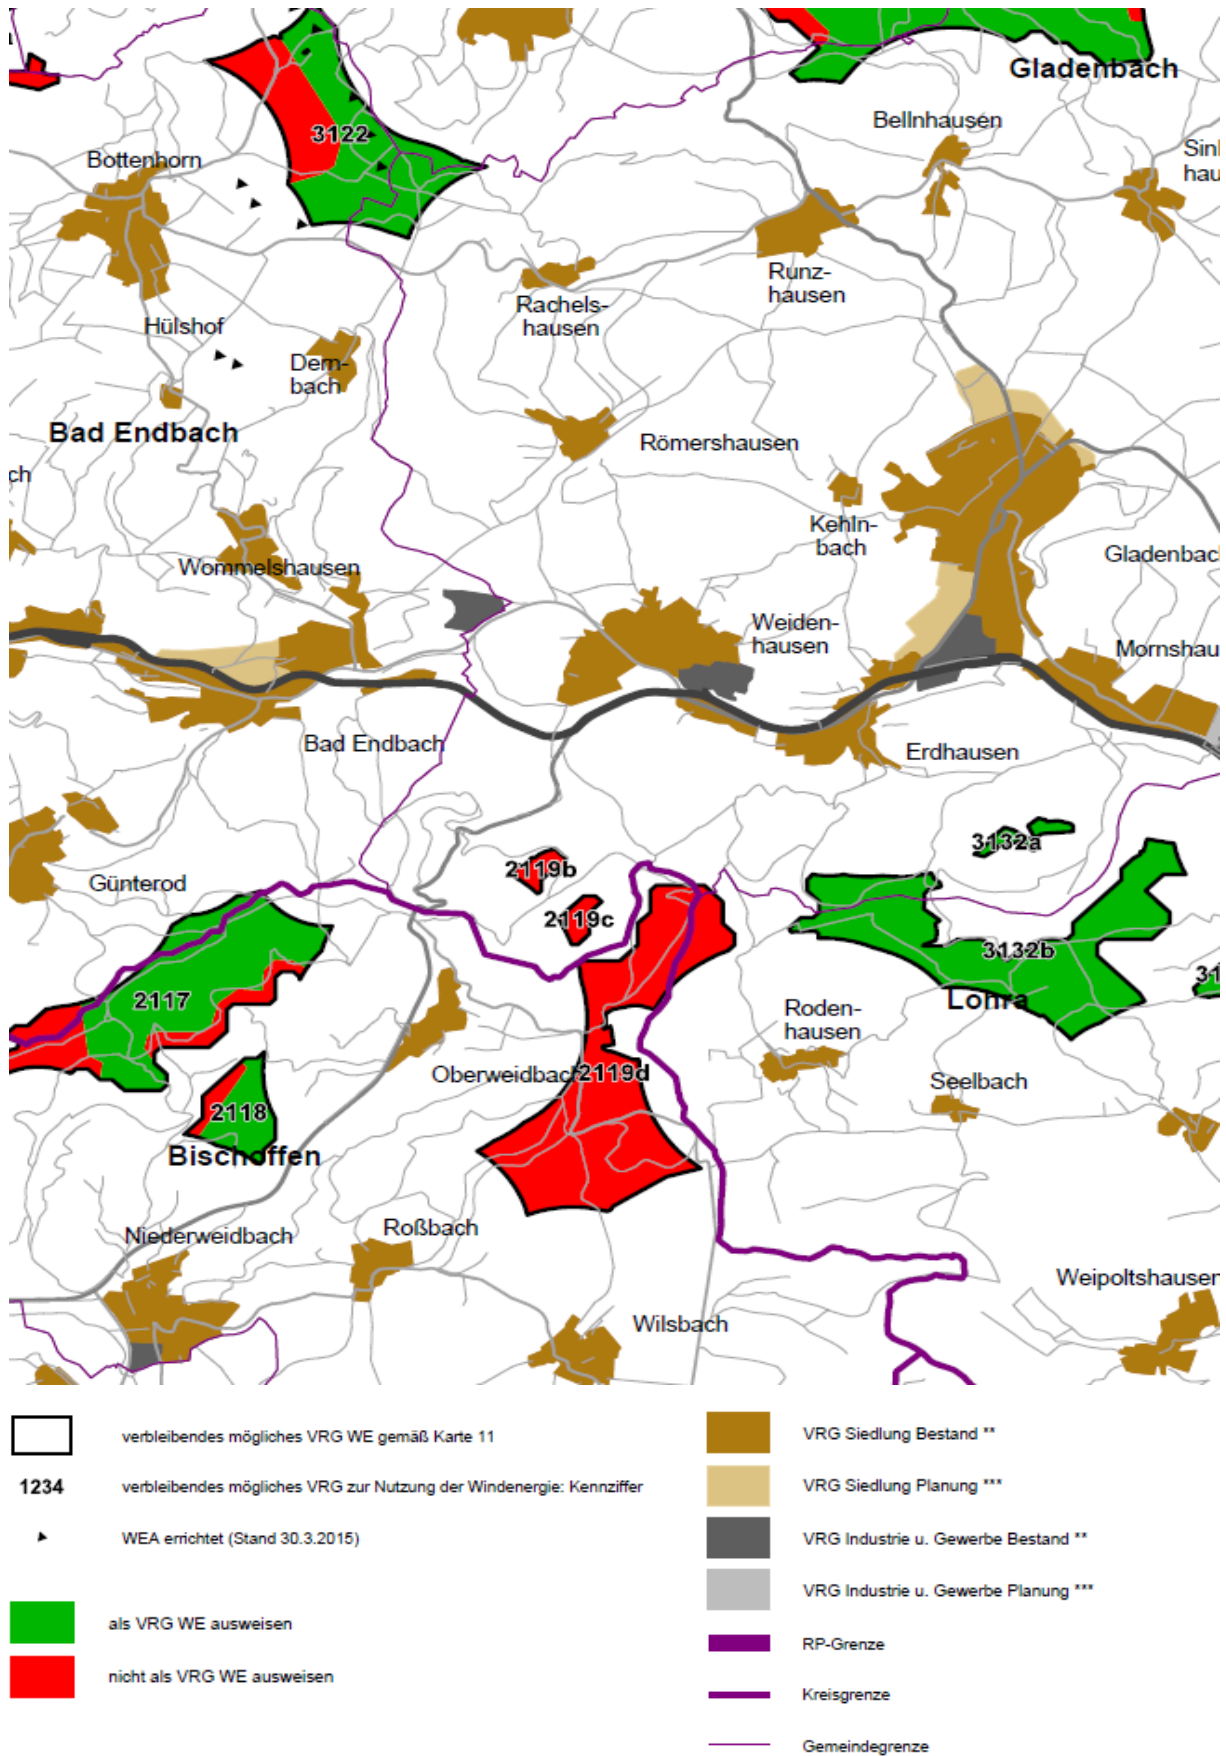 Gladenbach
Bellnhausen
3122
Bottenhorn
Runz-
hausen
Rachels-
hausen
Hülshof
Dern-
bach
Bad Endbach
Römershausen
Kehln-
bach
Wommelshausen
Weiden-
hausen
Bad Endbach
Erdhausen
3132a
2119b
Günterod
2119c
3132b
2117
Lohra
Roden-
hausen
Oberweidbach
2119d
Seelbach
2118
Bischoffen
Roßbach
Niederweidbach
Weipoltshausen
Wilsbach
verbleibendes mögliches VRG WE gemäß Karte 11
1234 verbleibendes mögliches VRG zur Nutzung der Windenergie: Kennziffer
WEA errichtet (Stand 30.3.2015)
als VRG WE ausweisen
nicht als VRG WE ausweisen
VRG Siedlung Bestand **
VRG Siedlung Planung ***
VRG Industrie u. Gewerbe Bestand **
VRG Industrie u. Gewerbe Planung ***
RP-Grenze
Kreisgrenze
Gemeindegrenze